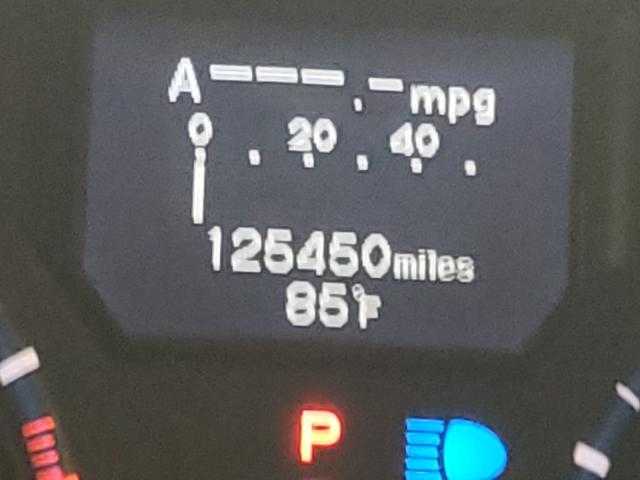 A---.-mpg
0 . 20 . 40 .
125450miles
85°F
P